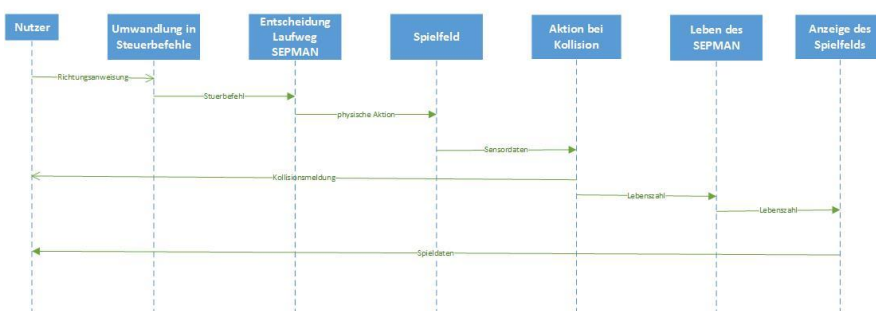 Nutzer
Umwandlung in
Steuerbefehle
Entscheidung
Laufweg
SEPMAN
Spielfeld
Aktion bei
Kollision
Leben des
SEPMAN
Anzeige des
Spielfelds
Richtungsanweisung
Stuerbefehl
physische Aktion
Sensordaten
Kollisionsmeldung
Lebenszahl
Lebenszahl
Spieldaten